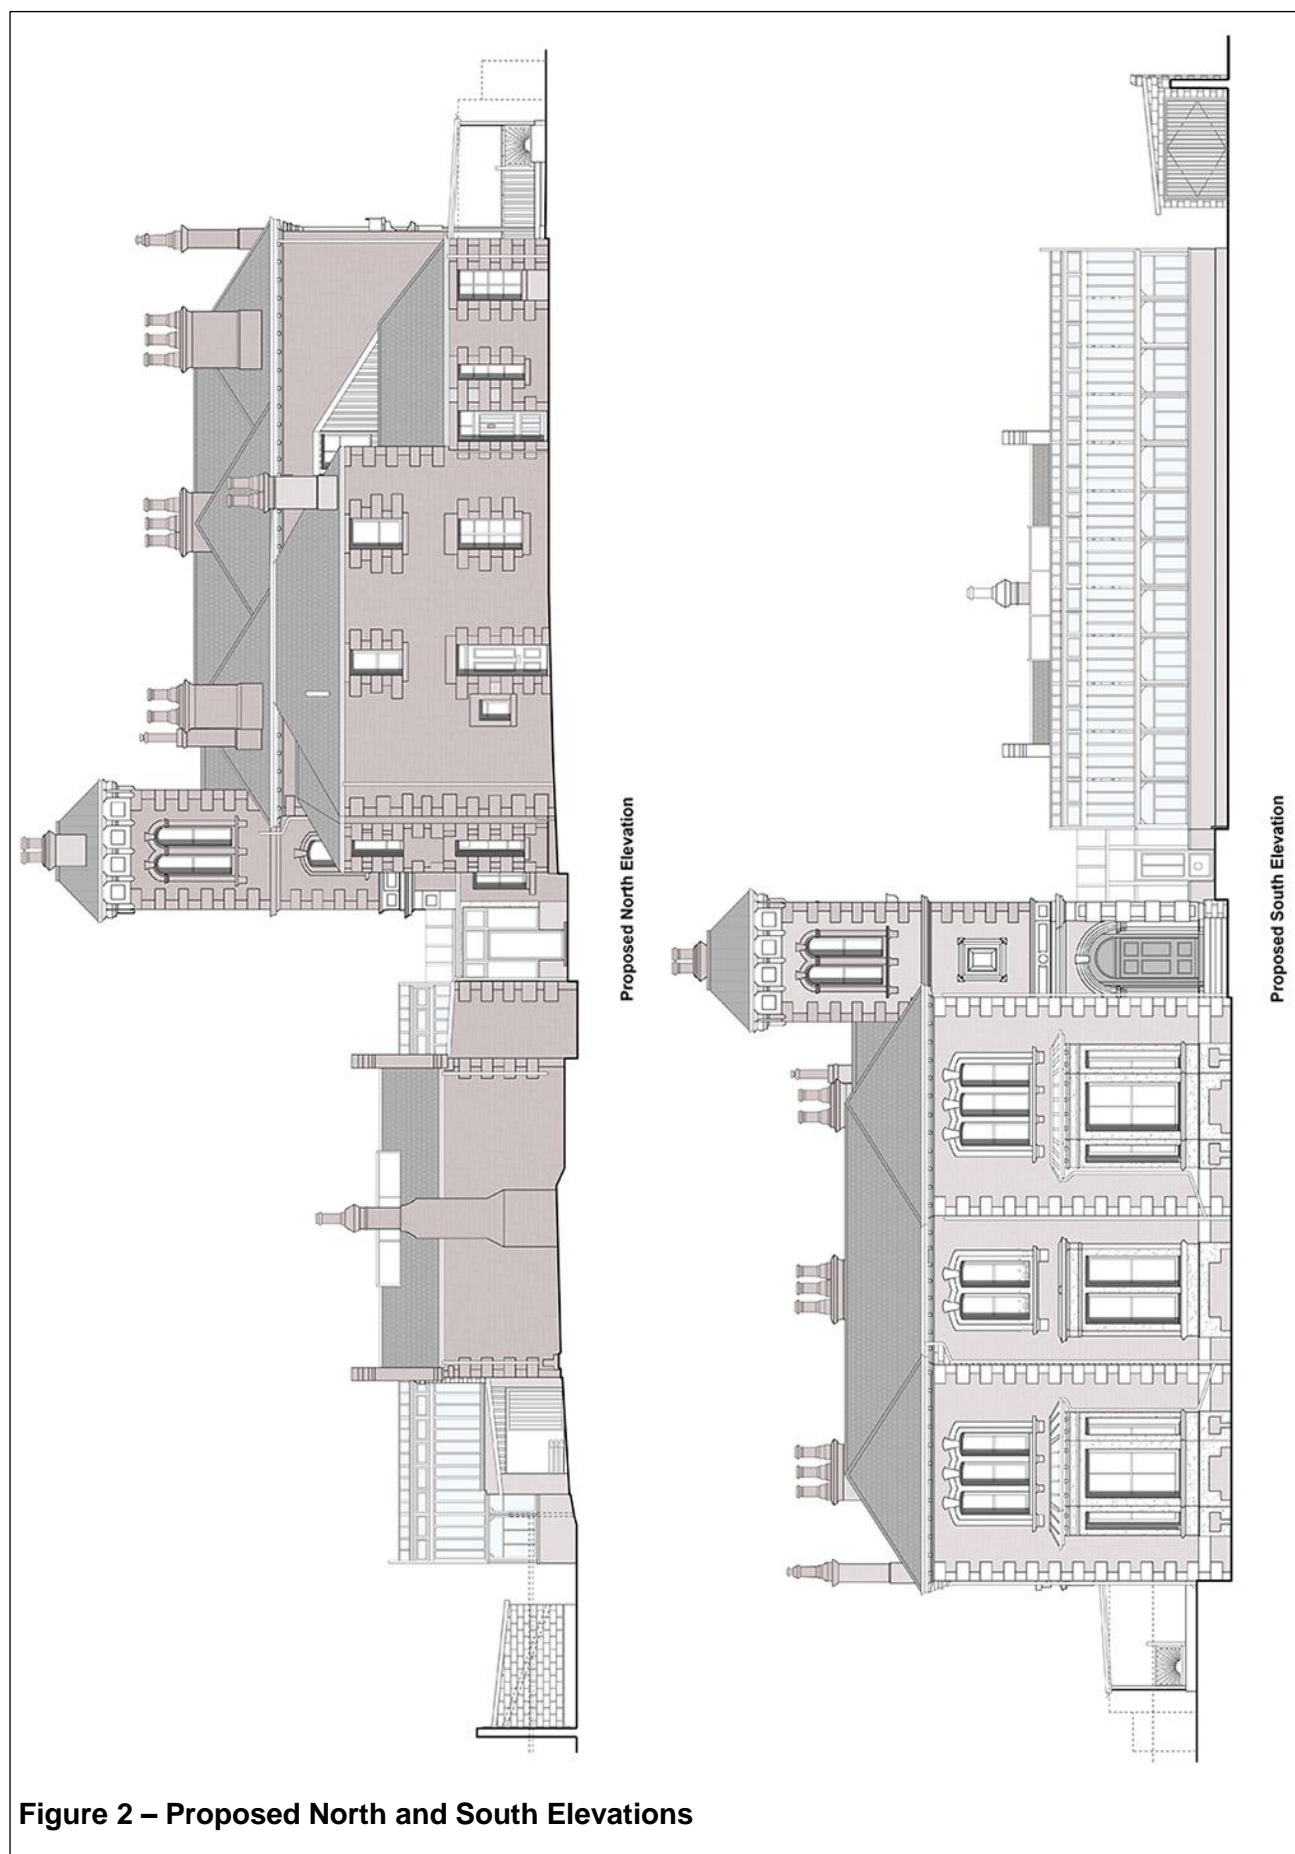 Proposed North Elevation
Proposed South Elevation
Figure 2 – Proposed North and South Elevations